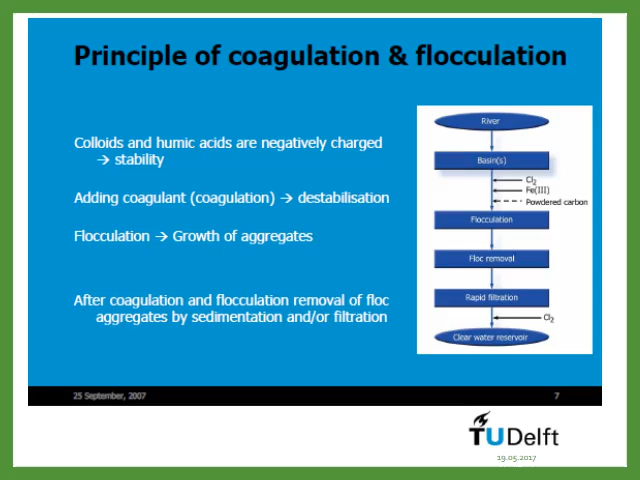 Principle of coagulation & flocculation
Colloids and humic acids are negatively charged
→ stability
Adding coagulant (coagulation) → destabilisation
Flocculation → Growth of aggregates
After coagulation and flocculation removal of floc
aggregates by sedimentation and/or filtration
River
Basin(s)
Cl2
Fe(III)
Powdered carbon
Flocculation
Floc removal
Rapid filtration
Cl2
Clear water reservoir
25 September, 2007
7
TU Delft
19.05.2017